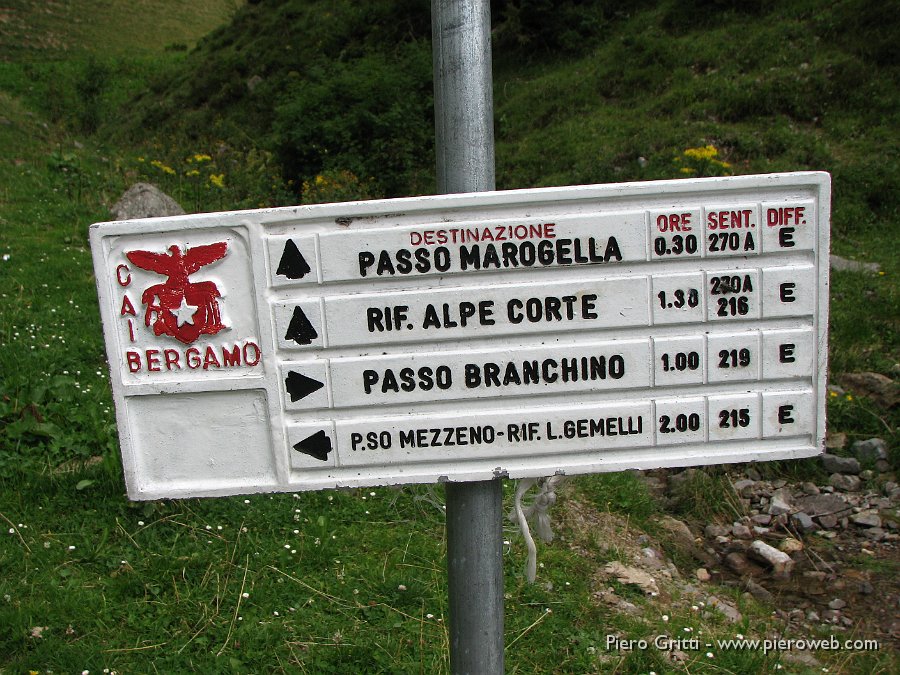 CAI
BERGAMO
DESTINAZIONE ORE SENT. DIFF.
PASSO MAROGELLA 0.30 270 A E
RIF. ALPE CORTE 1.30 270A 216 E
PASSO BRANCHINO 1.00 219 E
P.SO MEZZENO-RIF. L.GEMELLI 2.00 215 E
Piero Gritti - www.pieroweb.com